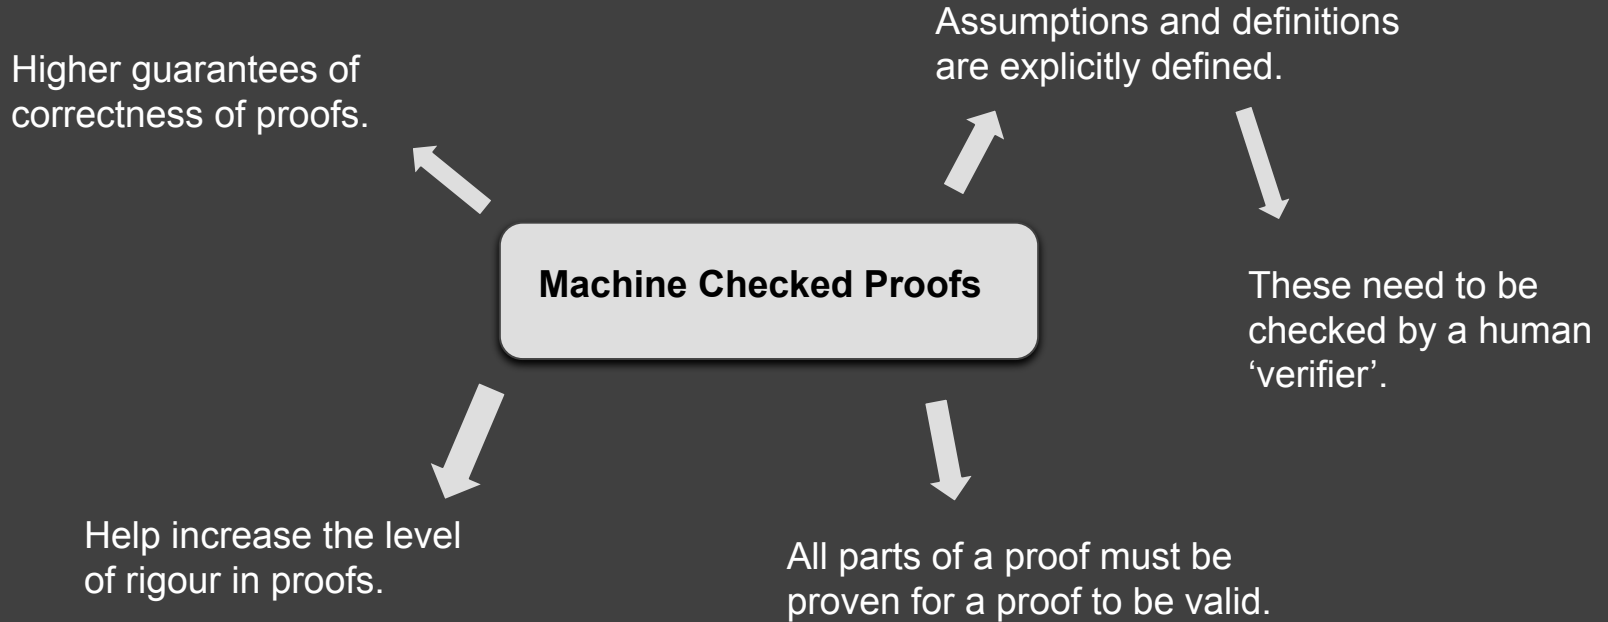 Higher guarantees of
correctness of proofs.
Assumptions and definitions
are explicitly defined.
Machine Checked Proofs
These need to be
checked by a human
‘verifier’.
Help increase the level
of rigour in proofs.
All parts of a proof must be
proven for a proof to be valid.